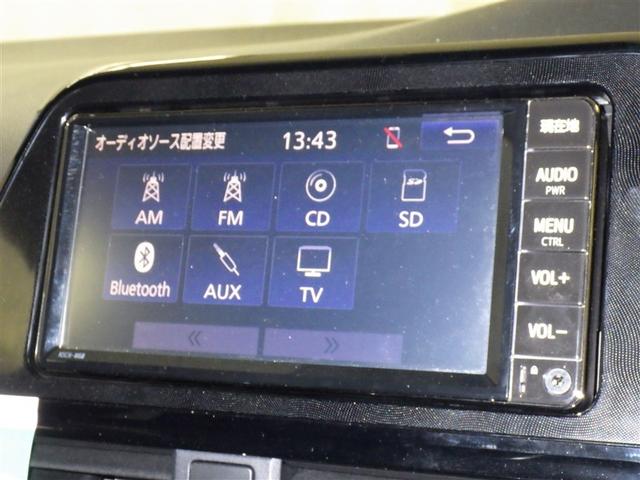 オーディオソース配置変更 13:43
AM FM CD SD
Bluetooth AUX TV
現在地
AUDIO
PWR
MENU
CTRL
VOL+
VOL-